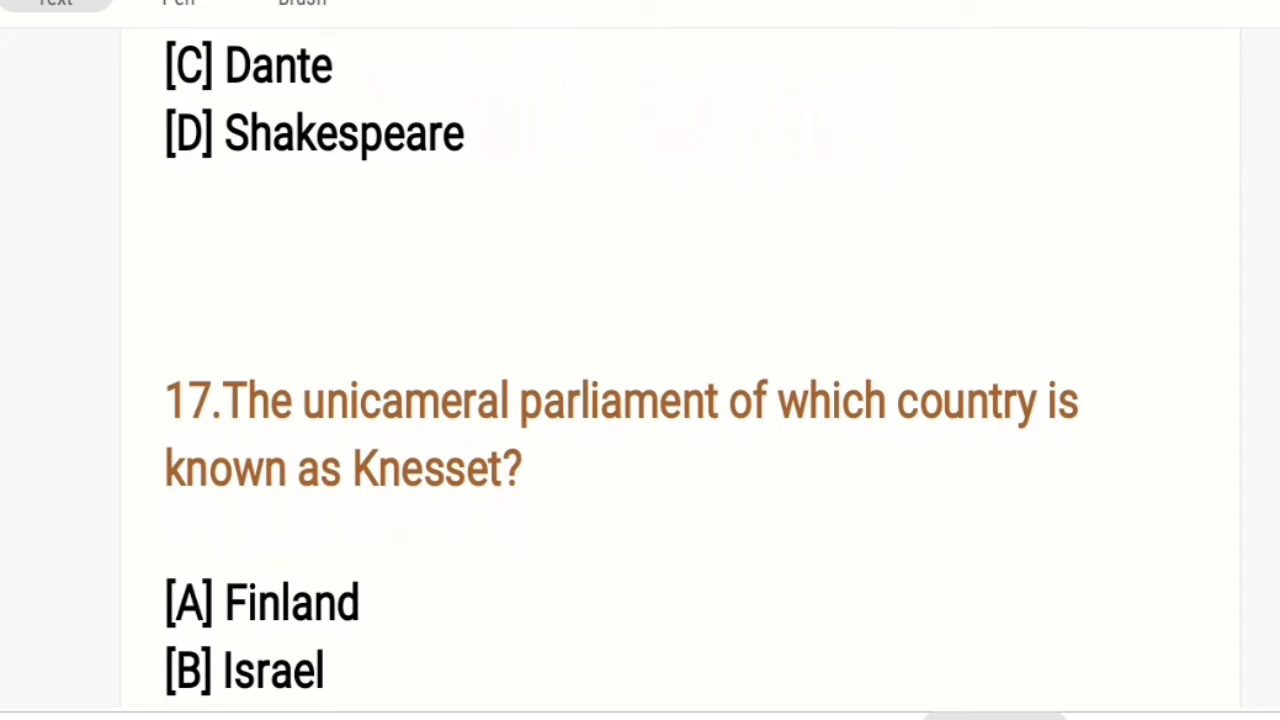 Text Pen Brush
[C] Dante
[D] Shakespeare
17.The unicameral parliament of which country is
known as Knesset?
[A] Finland
[B] Israel